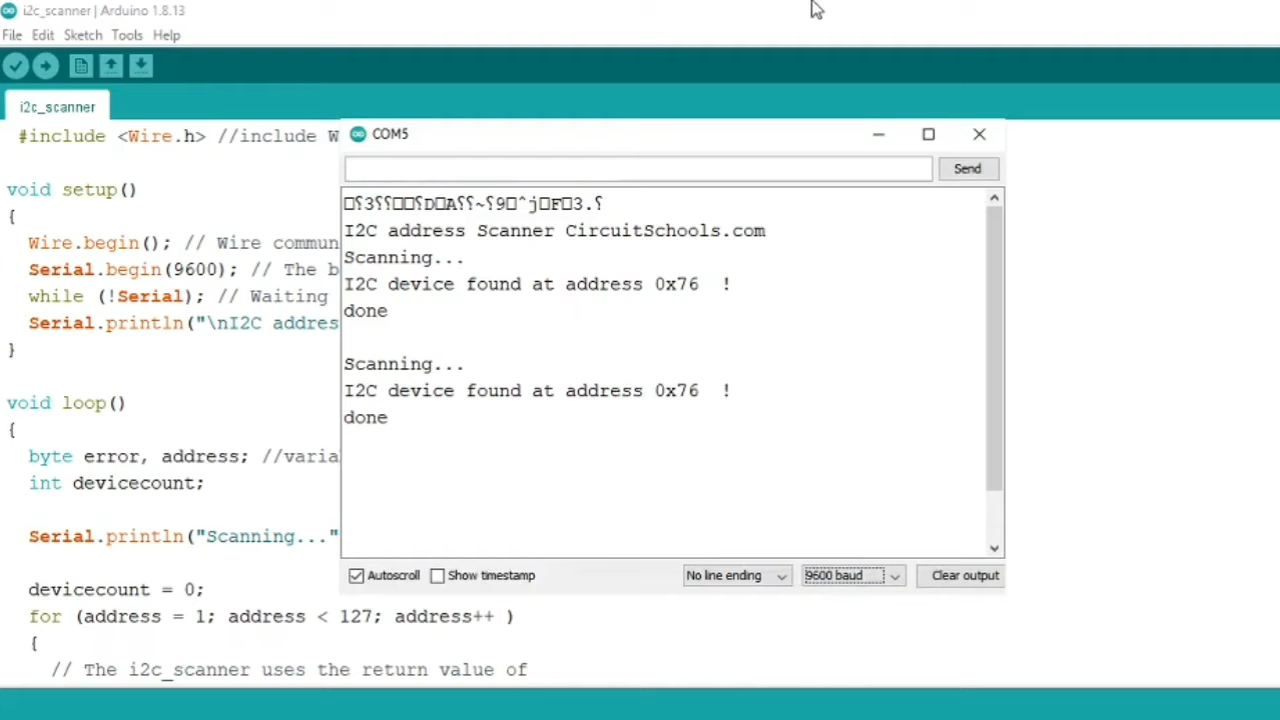 i2c_scanner | Arduino 1.8.13
File Edit Sketch Tools Help
i2c_scanner
#include <Wire.h> //include W
void setup()
{
Wire.begin(); // Wire commun
Serial.begin(9600); // The b
while (!Serial); // Waiting
Serial.println("\nI2C addres
}
void loop()
{
byte error, address; //varia
int devicecount;
Serial.println("Scanning..."
devicecount = 0;
for (address = 1; address < 127; address++ )
{
// The i2c_scanner uses the return value of
COM5
Send
□⸮3⸮⸮□□⸮D□A⸮⸮~⸮9□^j□F□3.⸮
I2C address Scanner CircuitSchools.com
Scanning...
I2C device found at address 0x76  !
done
Scanning...
I2C device found at address 0x76  !
done
Autoscroll Show timestamp No line ending 9600 baud Clear output